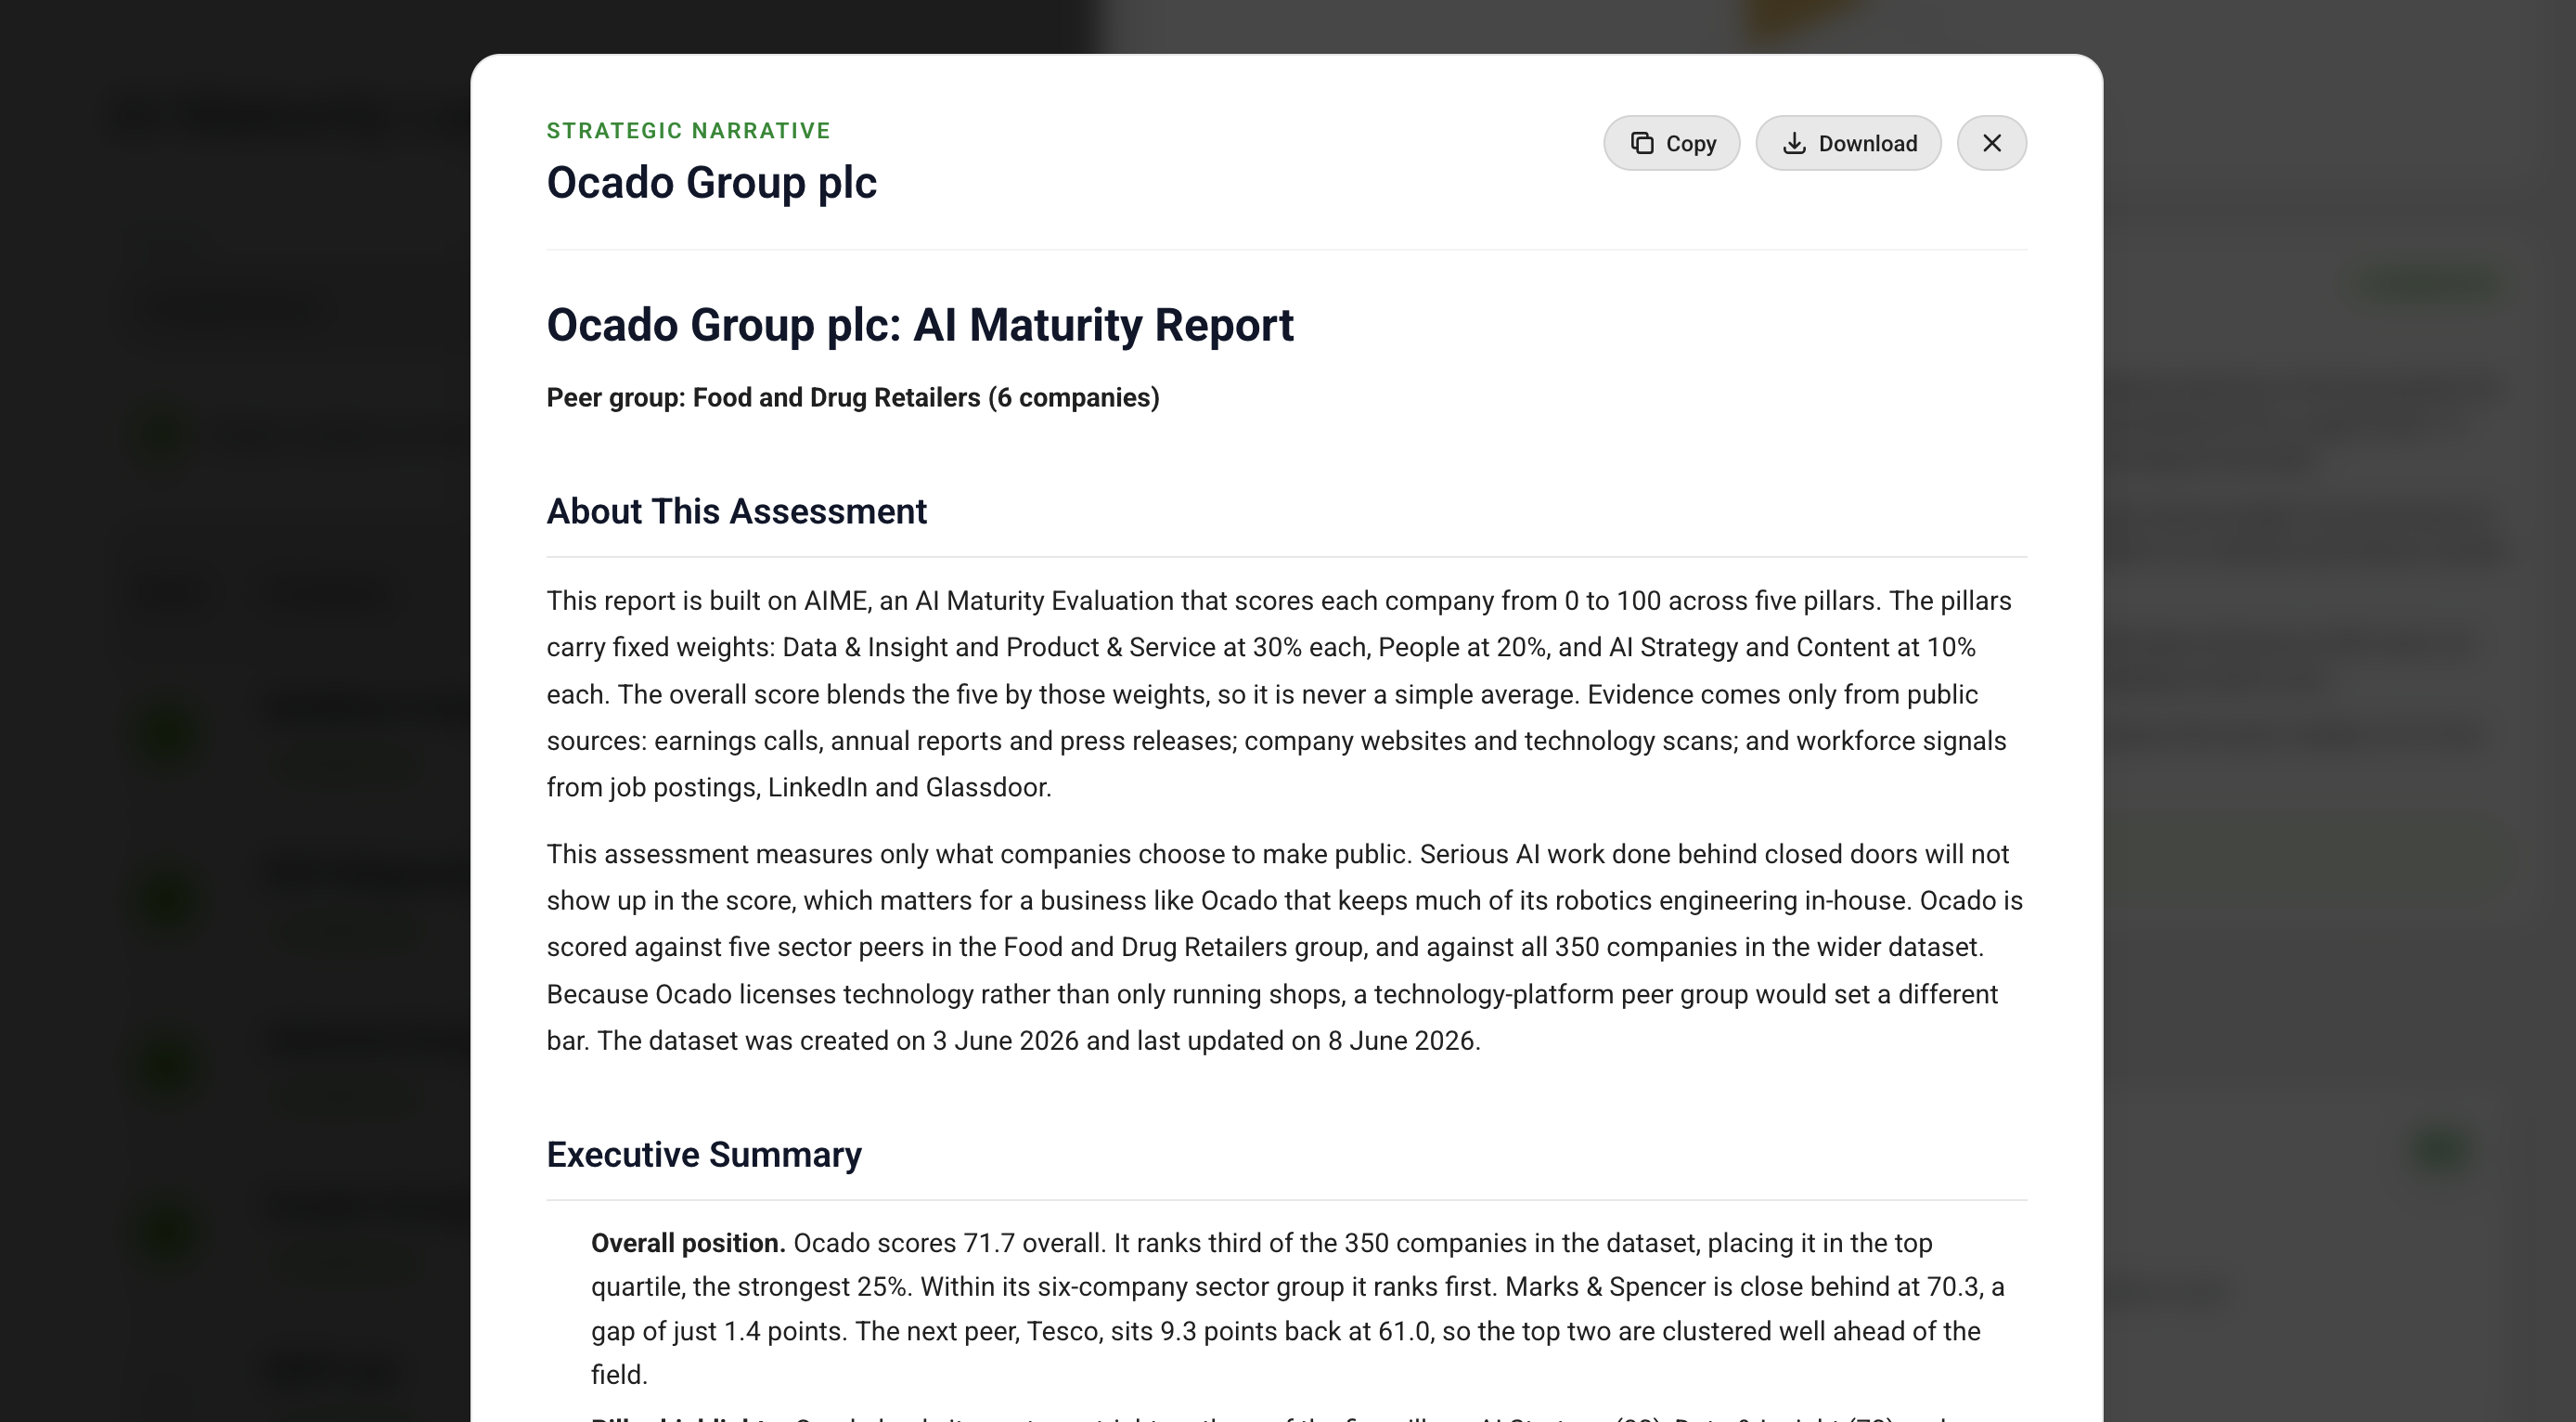 STRATEGIC NARRATIVE
Ocado Group plc
Copy
Download
Ocado Group plc: AI Maturity Report
Peer group: Food and Drug Retailers (6 companies)
About This Assessment
This report is built on AIME, an AI Maturity Evaluation that scores each company from 0 to 100 across five pillars. The pillars
carry fixed weights: Data & Insight and Product & Service at 30% each, People at 20%, and AI Strategy and Content at 10%
each. The overall score blends the five by those weights, so it is never a simple average. Evidence comes only from public
sources: earnings calls, annual reports and press releases; company websites and technology scans; and workforce signals
from job postings, LinkedIn and Glassdoor.
This assessment measures only what companies choose to make public. Serious AI work done behind closed doors will not
show up in the score, which matters for a business like Ocado that keeps much of its robotics engineering in-house. Ocado is
scored against five sector peers in the Food and Drug Retailers group, and against all 350 companies in the wider dataset.
Because Ocado licenses technology rather than only running shops, a technology-platform peer group would set a different
bar. The dataset was created on 3 June 2026 and last updated on 8 June 2026.
Executive Summary
Overall position. Ocado scores 71.7 overall. It ranks third of the 350 companies in the dataset, placing it in the top
quartile, the strongest 25%. Within its six-company sector group it ranks first. Marks & Spencer is close behind at 70.3, a
gap of just 1.4 points. The next peer, Tesco, sits 9.3 points back at 61.0, so the top two are clustered well ahead of the
field.